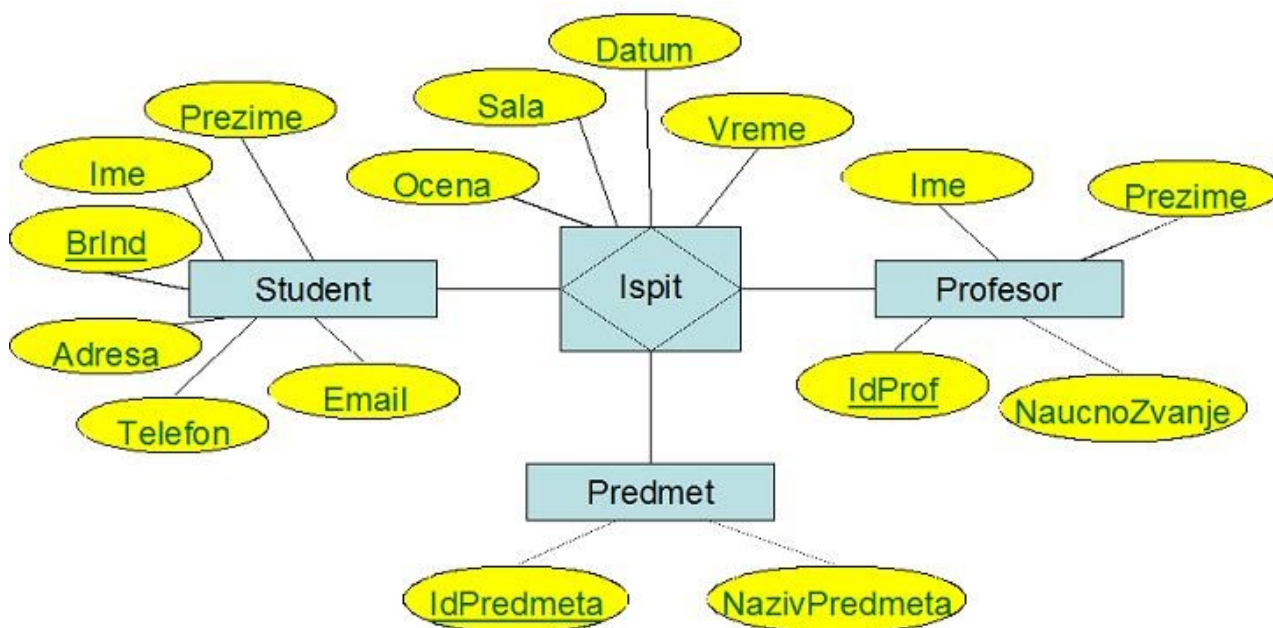 Datum
Sala
Vreme
Prezime
Ocena
Ime
Ime
Prezime
BrInd
Student
Ispit
Profesor
Adresa
Email
IdProf
NaucnoZvanje
Telefon
Predmet
IdPredmeta
NazivPredmeta